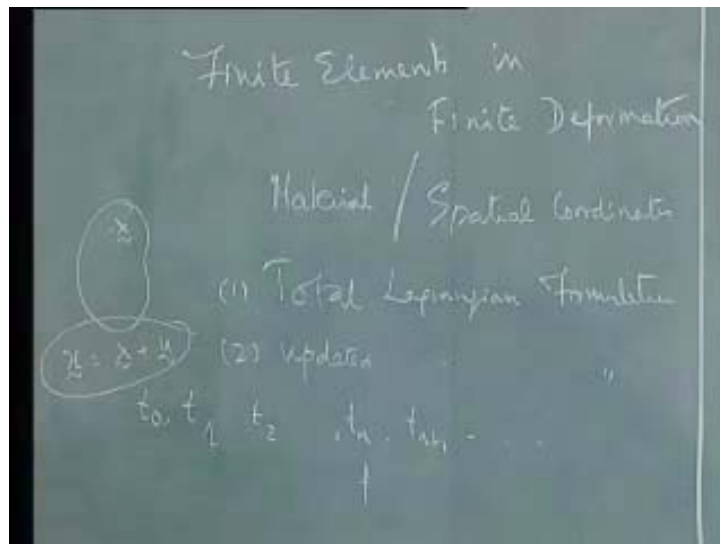 Finite Element in
Finite Deformation
Material / Spatial Coordinates
x
(1) Total Lagrangian Formulation
x = x + u (2) updated "
t0, t1 t2 , tn , tn+1 - . . .